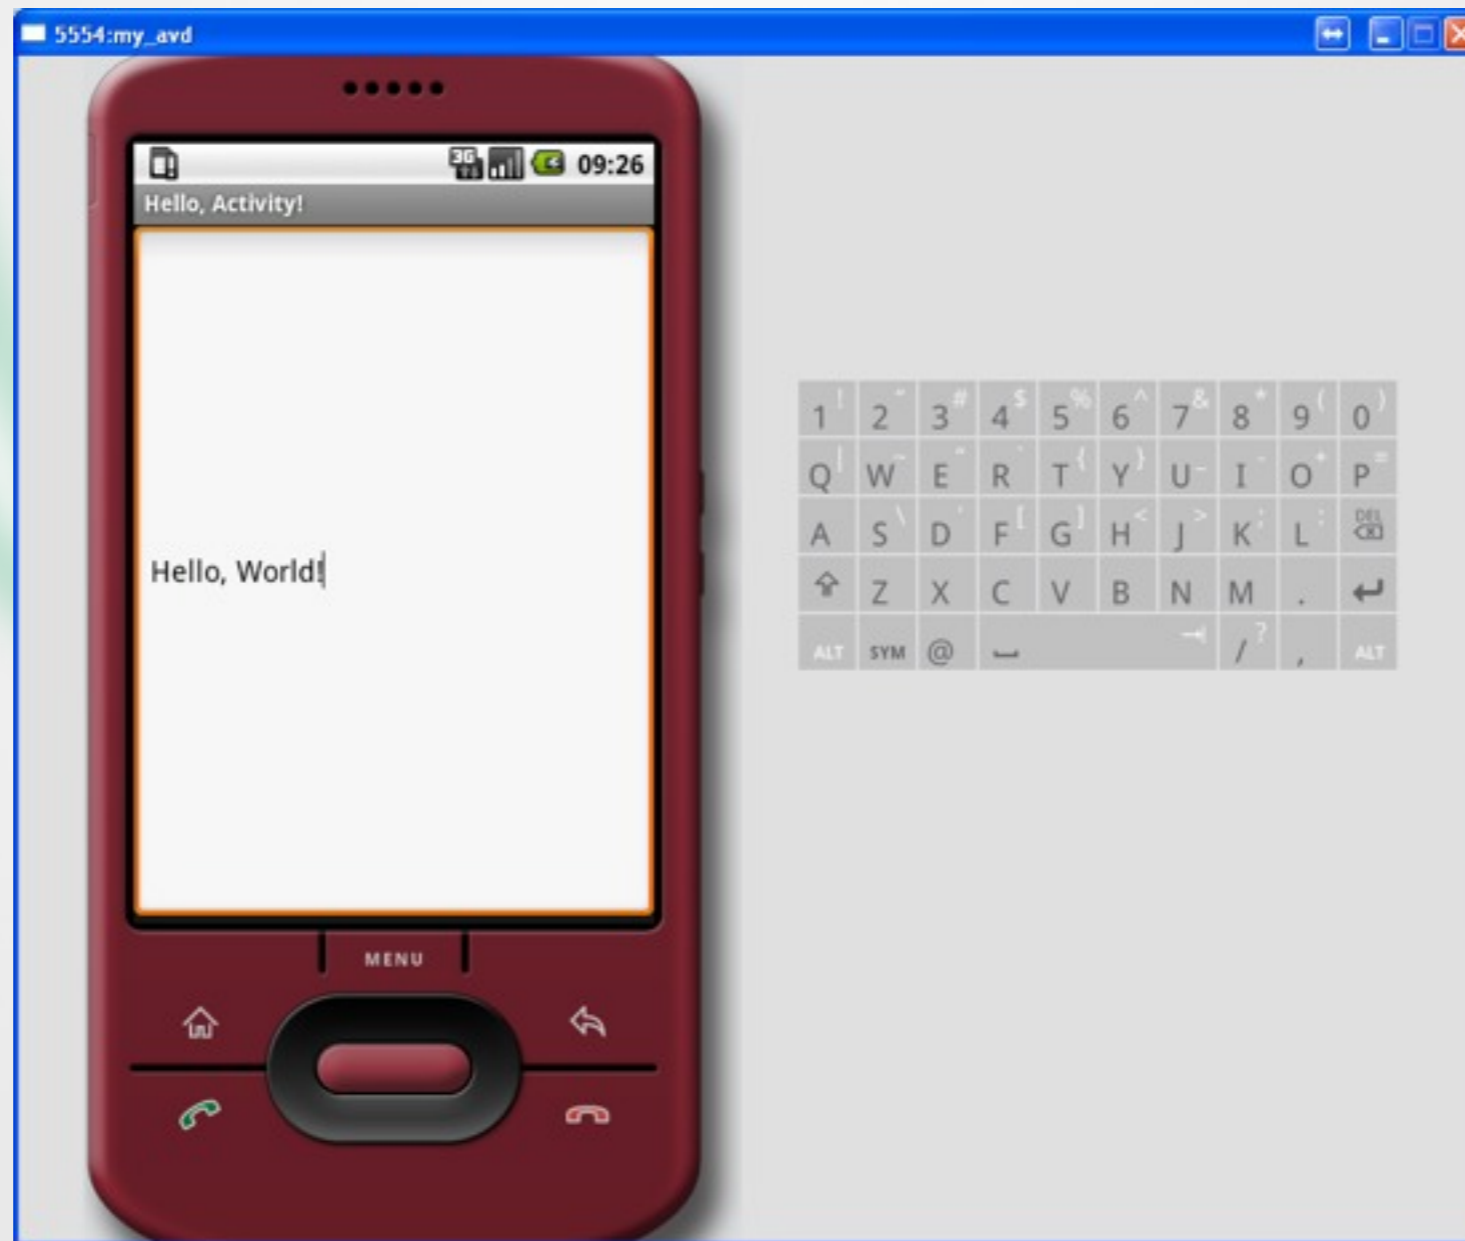 5554:my_avd
3G 09:26
Hello, Activity!
Hello, World!
MENU
1 ! 2 3 # 4 $ 5 % 6 ^ 7 & 8 * 9 ( 0 )
Q | W ~ E R T { Y } U _ I - O + P =
A S \ D ' F [ G ] H < J > K ; L : DEL
Z X C V B N M .
ALT SYM @ / ? , ALT